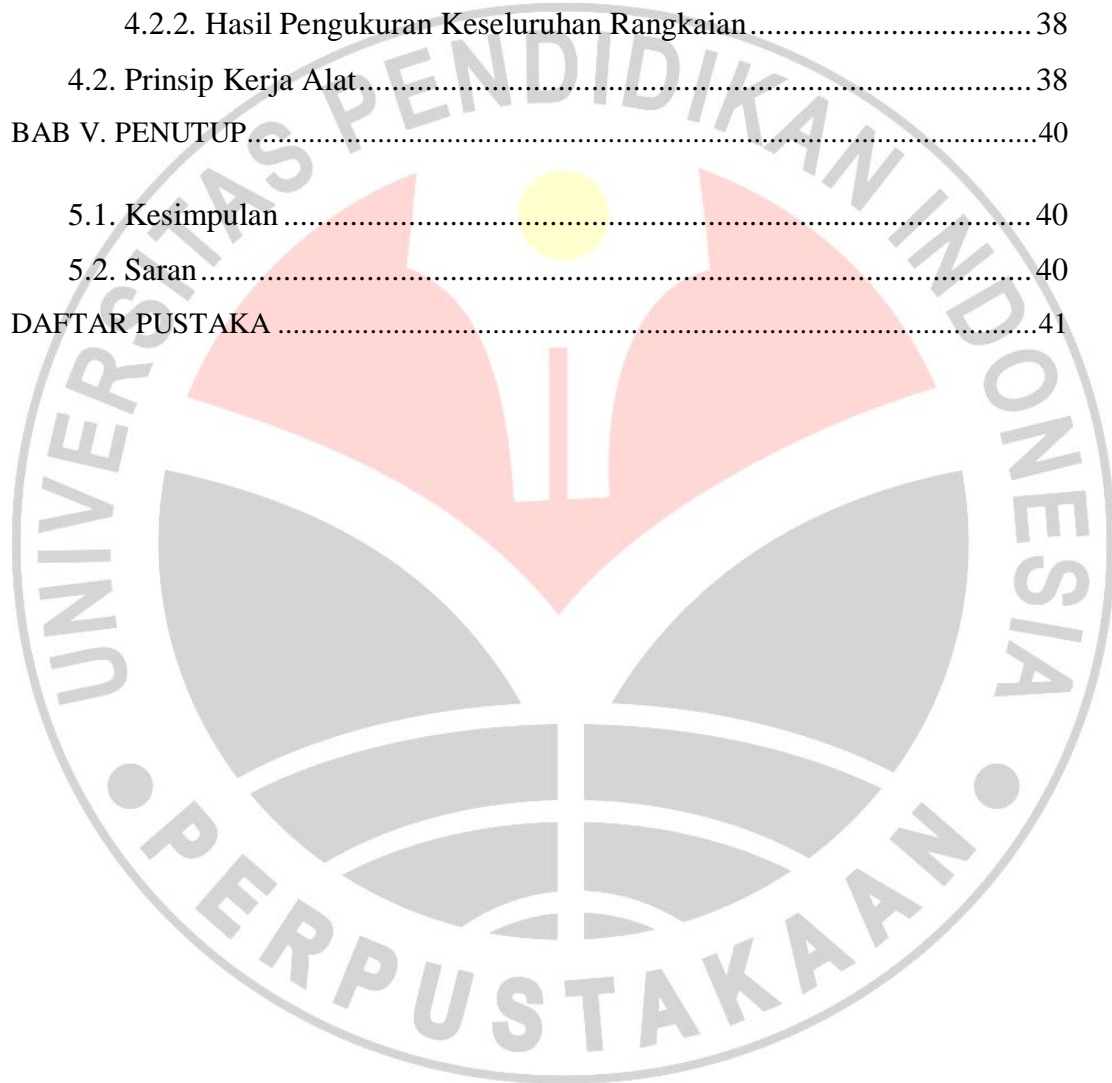 4.2.2. Hasil Pengukuran Keseluruhan Rangkaian.................................. 38
4.2. Prinsip Kerja Alat.......................................................................... 38
BAB V. PENUTUP.......................................................................................40
5.1. Kesimpulan .................................................................................. 40
5.2. Saran........................................................................................... 40
DAFTAR PUSTAKA ...................................................................................41
UNIVERSITAS PENDIDIKAN INDONESIA
• PERPUSTAKAAN •